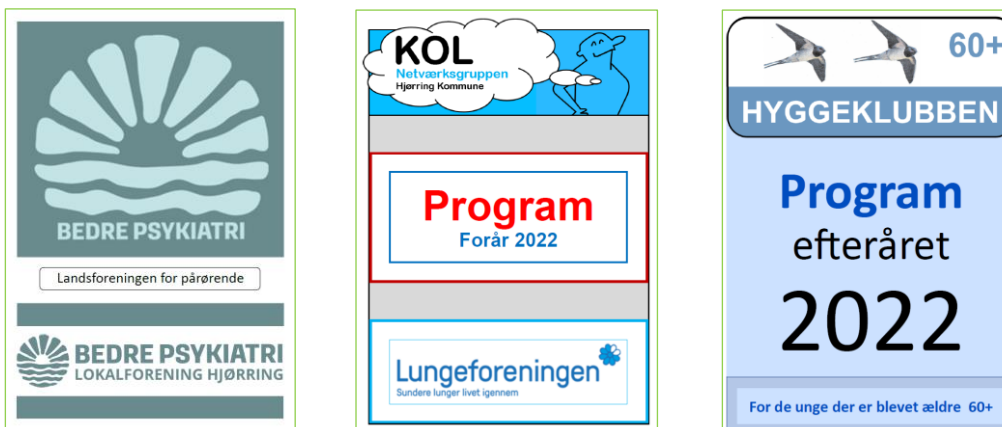 BEDRE PSYKIATRI
Landsforeningen for pårørende
BEDRE PSYKIATRI
LOKALFORENING HJØRRING
KOL
Netværksgruppen
Hjørring Kommune
Program
Forår 2022
Lungeforeningen
Sundere lunger livet igennem
60+
HYGGEKLUBBEN
Program
efteråret
2022
For de unge der er blevet ældre 60+